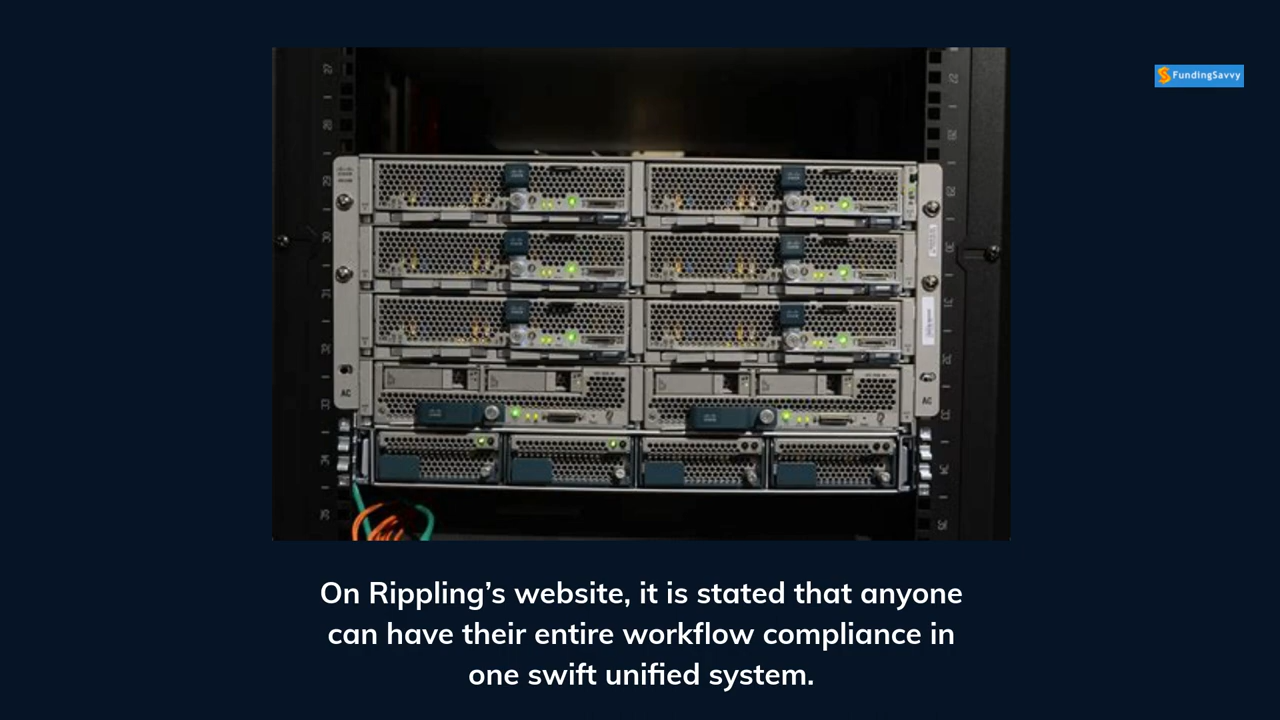 FundingSavvy
On Rippling’s website, it is stated that anyone
can have their entire workflow compliance in
one swift unified system.